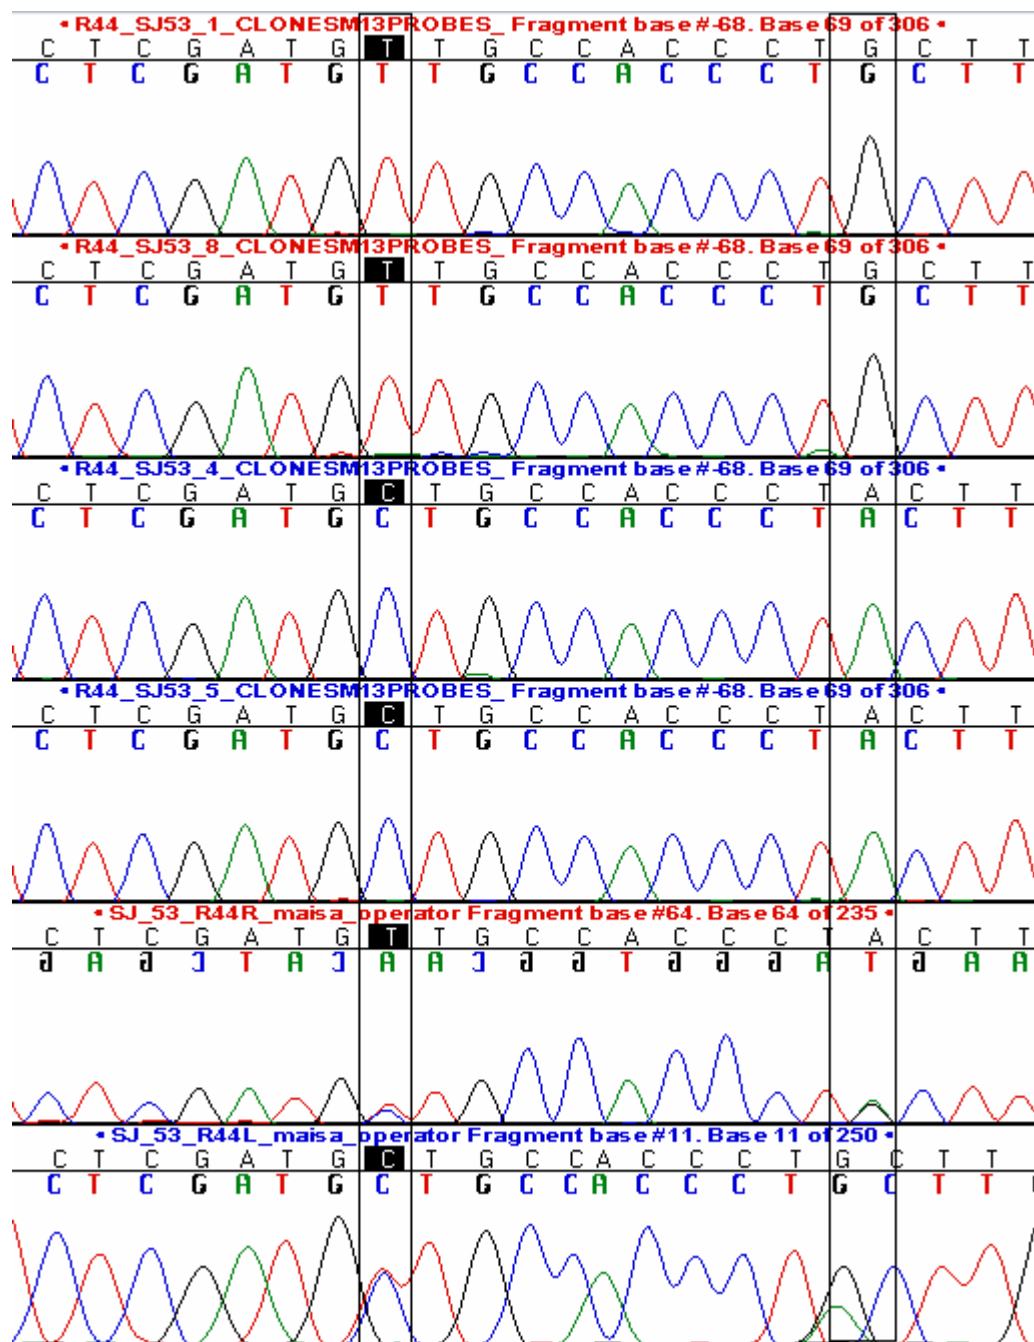 • R44_SJ53_1_CLONESM13PROBES_ Fragment base #-68. Base 69 of 306 •
C T C G A T G T T G C C A C C C T G C T T
C T C G A T G T T G C C A C C C T G C T T
• R44_SJ53_8_CLONESM13PROBES_ Fragment base #-68. Base 69 of 306 •
C T C G A T G T T G C C A C C C T G C T T
C T C G A T G T T G C C A C C C T G C T T
• R44_SJ53_4_CLONESM13PROBES_ Fragment base #-68. Base 69 of 306 •
C T C G A T G C T G C C A C C C T A C T T
C T C G A T G C T G C C A C C C T A C T T
• R44_SJ53_5_CLONESM13PROBES_ Fragment base #-68. Base 69 of 306 •
C T C G A T G C T G C C A C C C T A C T T
C T C G A T G C T G C C A C C C T A C T T
• SJ_53_R44R_maisa_operator Fragment base #64. Base 64 of 235 •
C T C G A T G T T G C C A C C C T A C T T
G A G C T A C A A C G G T G G G A T G A A
• SJ_53_R44L_maisa_operator Fragment base #11. Base 11 of 250 •
C T C G A T G C T G C C A C C C T G C T T
C T C G A T G C T G C C A C C C T G C T T